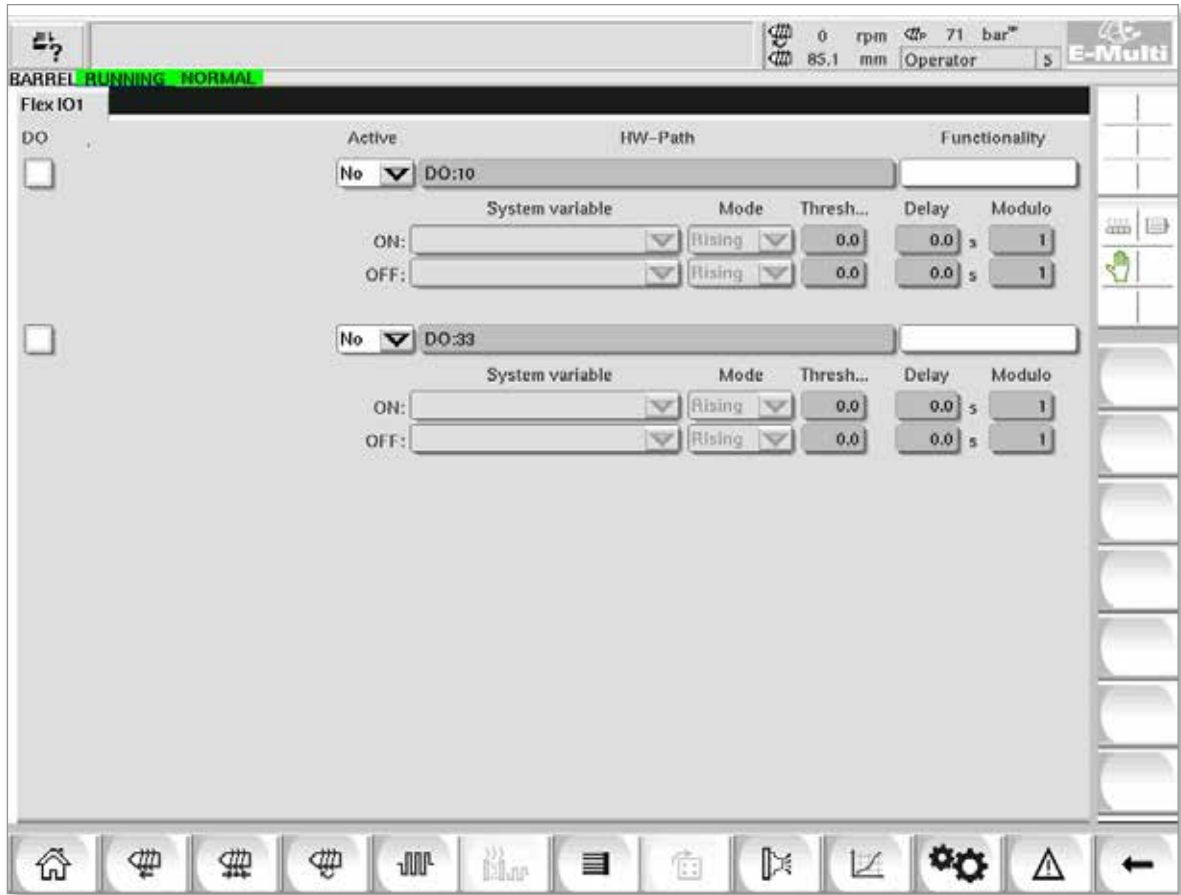 ?
0 rpm P 71 bar
85.1 mm Operator 5 E-Multi
BARREL RUNNING NORMAL
Flex IO1
DO Active HW-Path Functionality
No DO:10
System variable Mode Thresh... Delay Modulo
ON: Rising 0.0 0.0 s 1
OFF: Rising 0.0 0.0 s 1
No DO:33
System variable Mode Thresh... Delay Modulo
ON: Rising 0.0 0.0 s 1
OFF: Rising 0.0 0.0 s 1